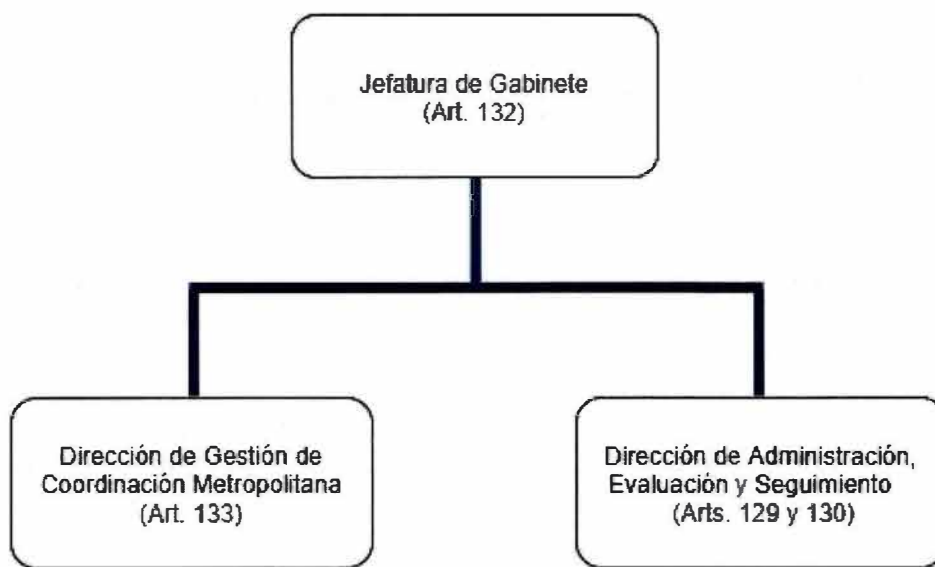 Jefatura de Gabinete
(Art. 132)
Dirección de Gestión de
Coordinación Metropolitana
(Art. 133)
Dirección de Administración,
Evaluación y Seguimiento
(Arts. 129 y 130)